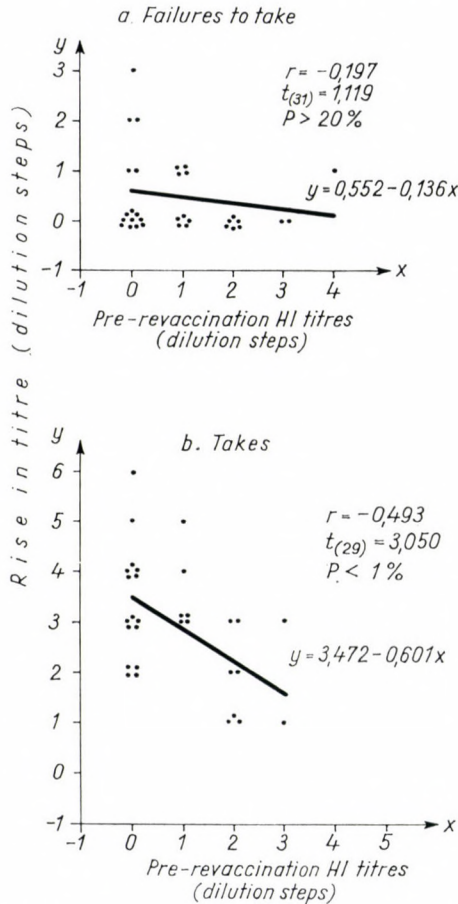 a. Failures to take
y
3
2
1
0
-1
r = -0,197
t(31) = 1,119
P > 20 %
y = 0,552 - 0,136x
-1 0 1 2 3 4 x
Pre-revaccination HI titres
(dilution steps)
Rise in titre (dilution steps)
b. Takes
y
6
5
4
3
2
1
0
-1
r = -0,493
t(29) = 3,050
P < 1 %
y = 3,472 - 0,601x
-1 0 1 2 3 4 5 x
Pre-revaccination HI titres
(dilution steps)